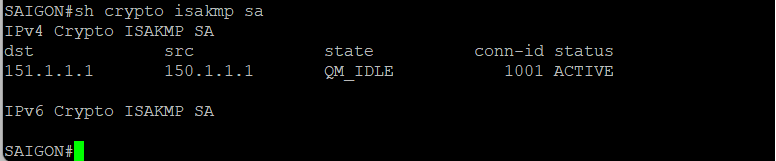 SAIGON#sh crypto isakmp sa
IPv4 Crypto ISAKMP SA
dst             src             state          conn-id status
151.1.1.1       150.1.1.1       QM_IDLE           1001 ACTIVE

IPv6 Crypto ISAKMP SA

SAIGON#